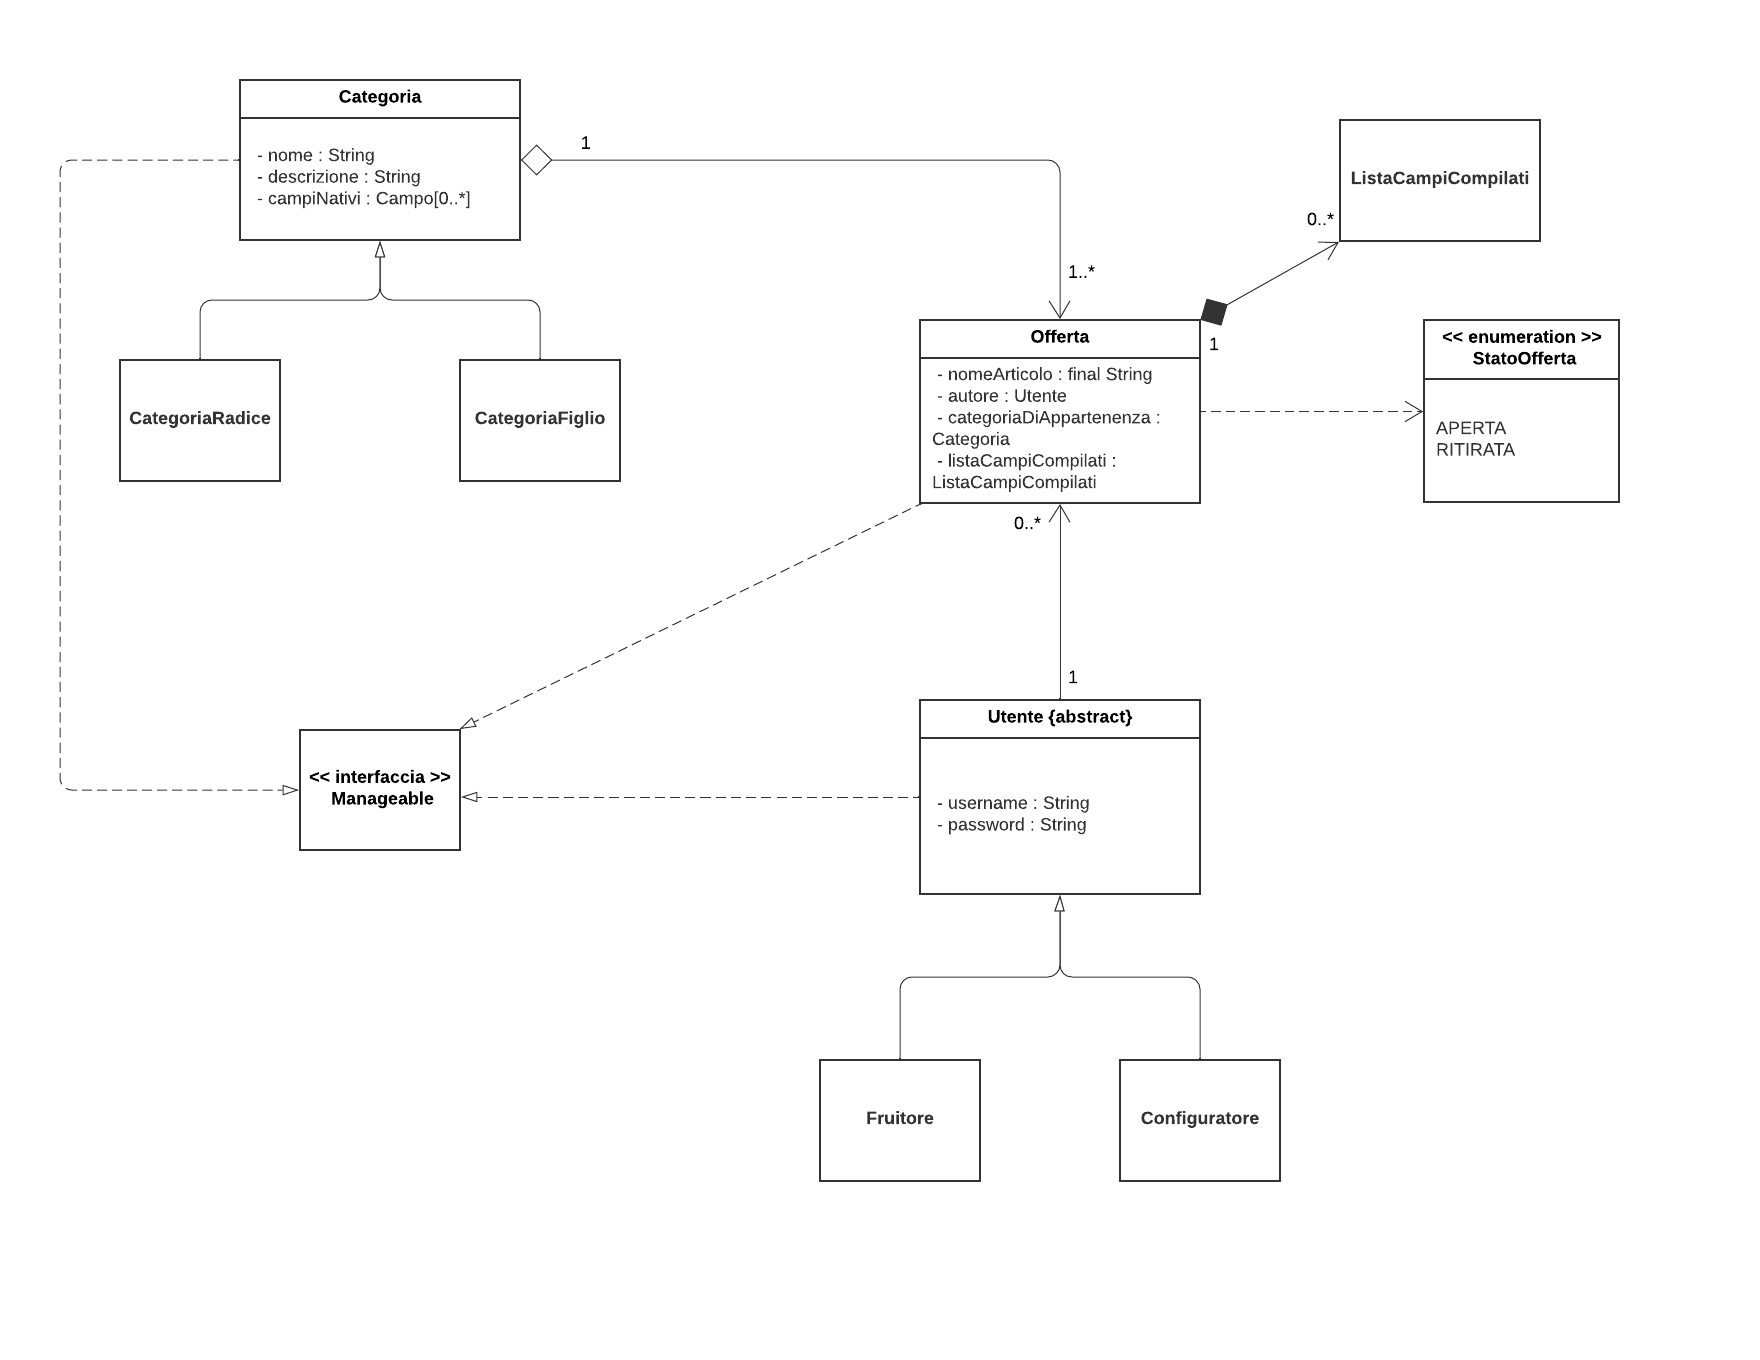 Categoria
- nome : String
- descrizione : String
- campiNativi : Campo[0..*]
1
1..*
ListaCampiCompilati
0..*
1
CategoriaRadice
CategoriaFiglio
Offerta
- nomeArticolo : final String
- autore : Utente
- categoriaDiAppartenenza :
Categoria
- listaCampiCompilati :
ListaCampiCompilati
<< enumeration >>
StatoOfferta
APERTA
RITIRATA
0..*
1
<< interfaccia >>
Manageable
Utente {abstract}
- username : String
- password : String
Fruitore
Configuratore